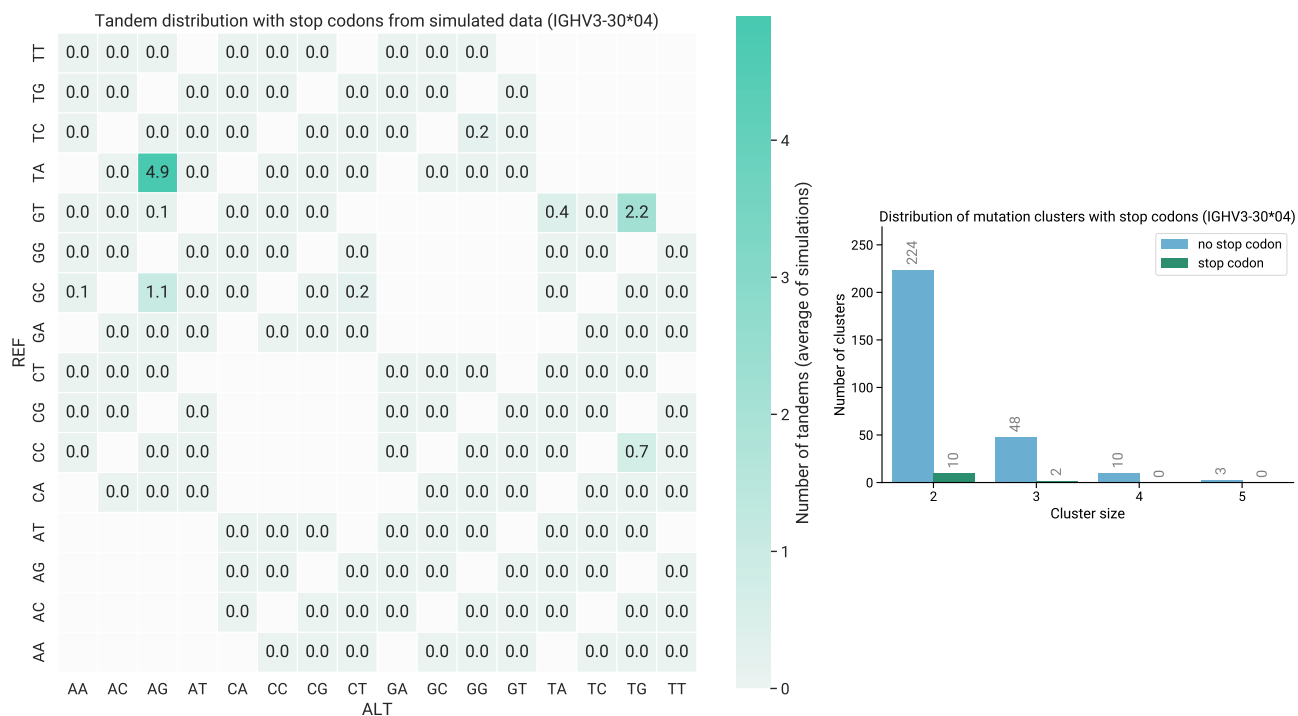 Tandem distribution with stop codons from simulated data (IGHV3-30*04)
TT 0.0 0.0 0.0 0.0 0.0 0.0 0.0 0.0 0.0
TG 0.0 0.0 0.0 0.0 0.0 0.0 0.0 0.0 0.0
TC 0.0 0.0 0.0 0.0 0.0 0.0 0.0 0.2 0.0
TA 0.0 4.9 0.0 0.0 0.0 0.0 0.0 0.0 0.0
GT 0.0 0.0 0.1 0.0 0.0 0.0 0.4 0.0 2.2
GG 0.0 0.0 0.0 0.0 0.0 0.0 0.0 0.0 0.0
GC 0.1 1.1 0.0 0.0 0.0 0.2 0.0 0.0 0.0
GA 0.0 0.0 0.0 0.0 0.0 0.0 0.0 0.0 0.0
CT 0.0 0.0 0.0 0.0 0.0 0.0 0.0 0.0 0.0
CG 0.0 0.0 0.0 0.0 0.0 0.0 0.0 0.0 0.0
CC 0.0 0.0 0.0 0.0 0.0 0.0 0.0 0.7 0.0
CA 0.0 0.0 0.0 0.0 0.0 0.0 0.0 0.0 0.0
AT 0.0 0.0 0.0 0.0 0.0 0.0 0.0 0.0 0.0
AG 0.0 0.0 0.0 0.0 0.0 0.0 0.0 0.0 0.0
AC 0.0 0.0 0.0 0.0 0.0 0.0 0.0 0.0 0.0
AA 0.0 0.0 0.0 0.0 0.0 0.0 0.0 0.0 0.0
AA AC AG AT CA CC CG CT GA GC GG GT TA TC TG TT
ALT
REF
4
3
2
1
0
Number of tandems (average of simulations)
Distribution of mutation clusters with stop codons (IGHV3-30*04)
no stop codon
stop codon
250
200
150
100
50
0
Number of clusters
224
10
48
2
10
0
3
0
2 3 4 5
Cluster size